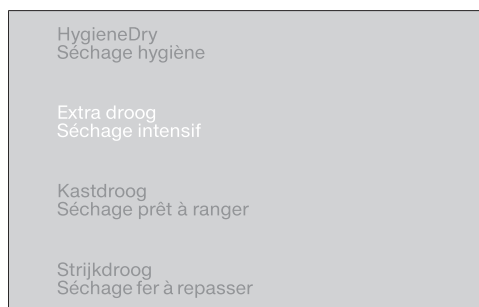 HygieneDry
Séchage hygiène
Extra droog
Séchage intensif
Kastdroog
Séchage prêt à ranger
Strijkdroog
Séchage fer à repasser